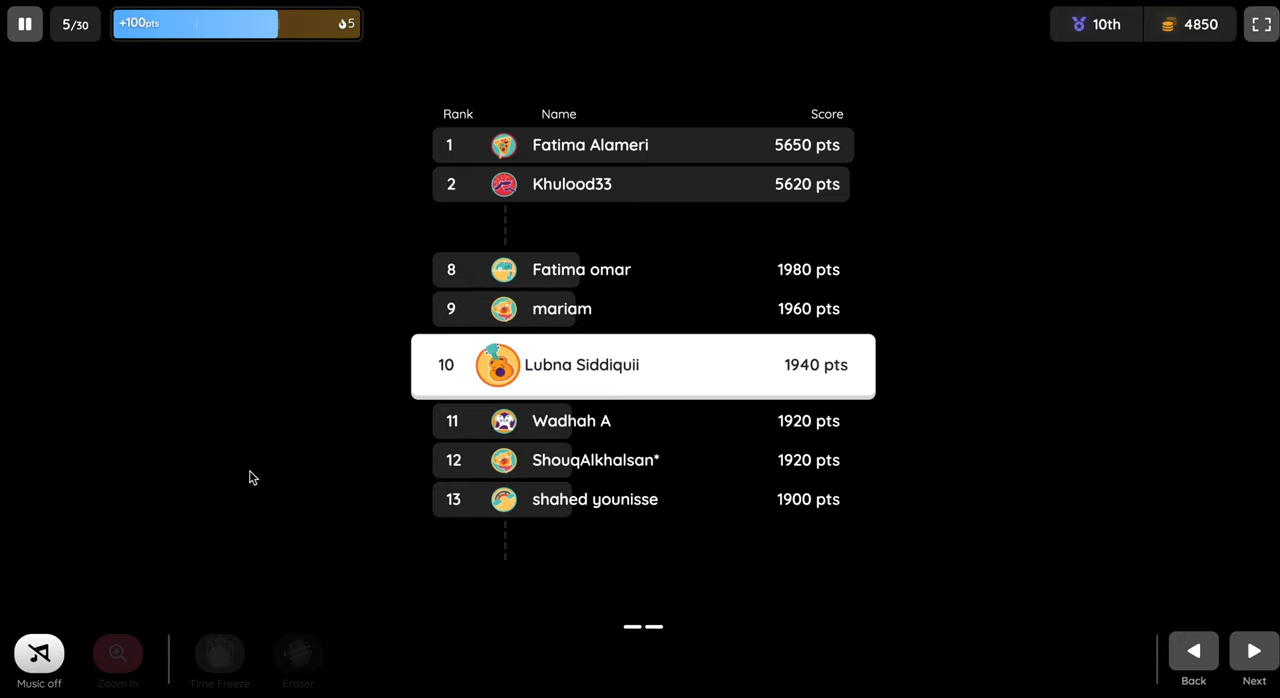 5/30 +100pts 5 10th 4850
Rank Name Score
1 Fatima Alameri 5650 pts
2 Khulood33 5620 pts
8 Fatima omar 1980 pts
9 mariam 1960 pts
10 Lubna Siddiquii 1940 pts
11 Wadhah A 1920 pts
12 ShouqAlkhalsan* 1920 pts
13 shahed younisse 1900 pts
Music off Zoom In Time Freeze Eraser Back Next